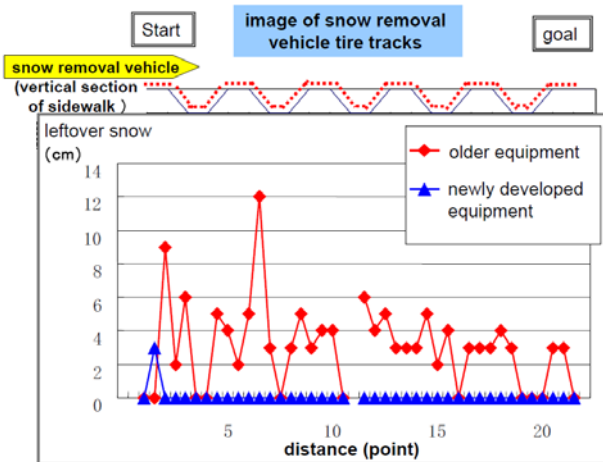 Start
image of snow removal
vehicle tire tracks
goal
snow removal vehicle
(vertical section
of sidewalk )
leftover snow
(cm)
older equipment
newly developed
equipment
14
12
10
8
6
4
2
0
5
10
15
20
distance (point)